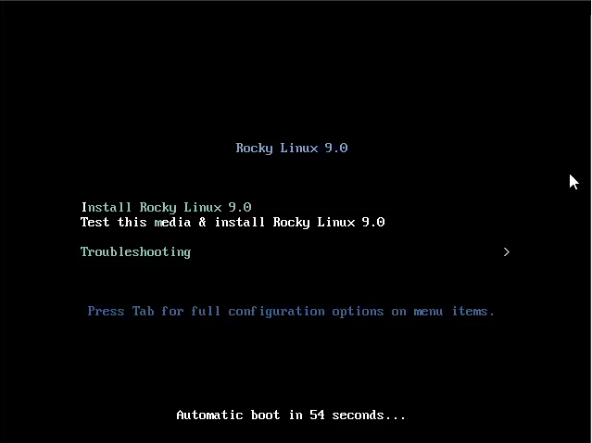 Rocky Linux 9.0
Install Rocky Linux 9.0
Test this media & install Rocky Linux 9.0
Troubleshooting >
Press Tab for full configuration options on menu items.
Automatic boot in 54 seconds...